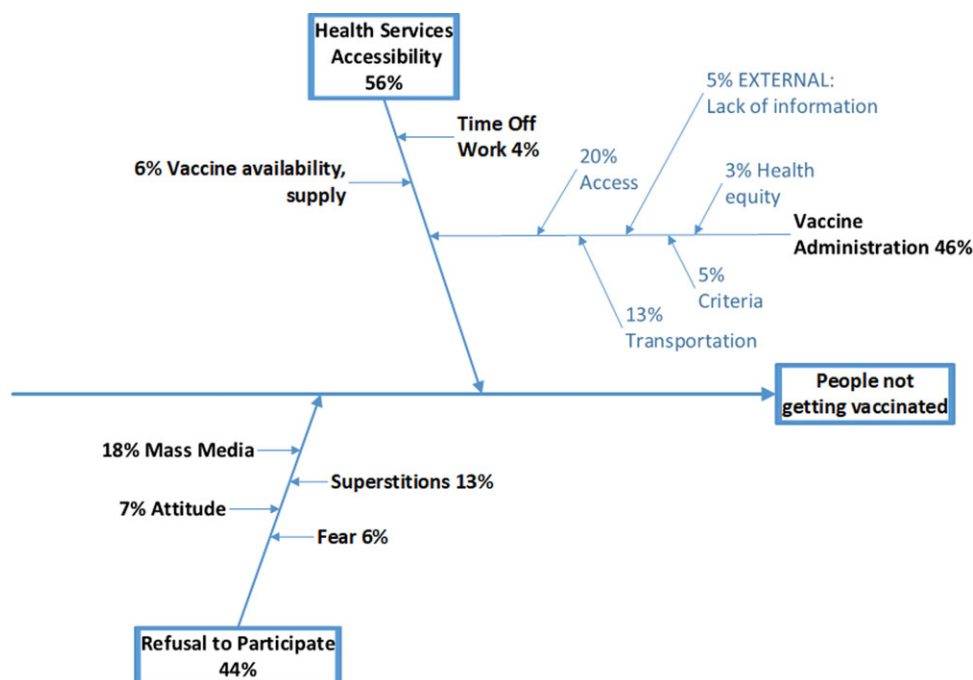 Health Services
Accessibility
56%
5% EXTERNAL:
Lack of information
Time Off
Work 4%
6% Vaccine availability,
supply
20%
Access
3% Health
equity
Vaccine
Administration 46%
5%
Criteria
13%
Transportation
People not
getting vaccinated
18% Mass Media
Superstitions 13%
7% Attitude
Fear 6%
Refusal to Participate
44%